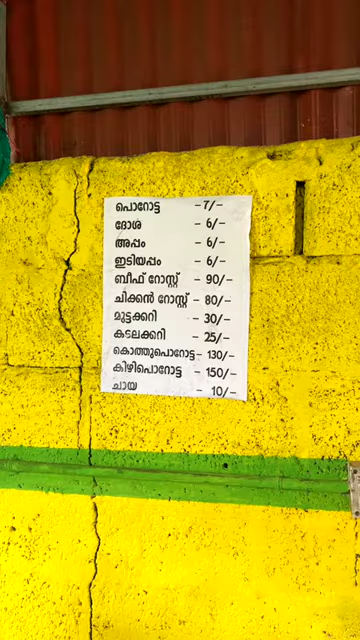 പൊറോട്ട -7/-
ദോശ - 6/-
അപ്പം - 6/-
ഇടിയപ്പം - 6/-
ബീഫ് റോസ്റ്റ് - 90/-
ചിക്കൻ റോസ്റ്റ് - 80/-
മുട്ടക്കറി - 30/-
കടലക്കറി - 25/-
കൊത്തുപൊറോട്ട - 130/-
കിഴിപൊറോട്ട - 150/-
ചായ - 10/-